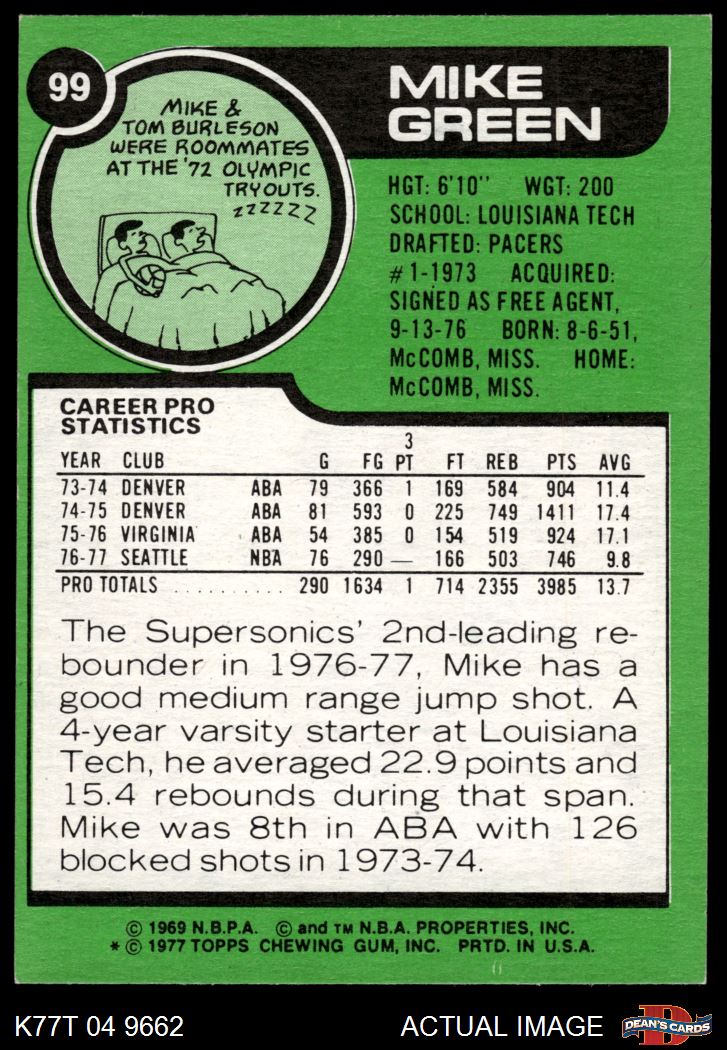 99
MIKE &
TOM BURLESON
WERE ROOMMATES
AT THE '72 OLYMPIC
TRYOUTS.
ZZZZZZ
MIKE
GREEN
HGT: 6'10" WGT: 200
SCHOOL: LOUISIANA TECH
DRAFTED: PACERS
#1-1973 ACQUIRED:
SIGNED AS FREE AGENT,
9-13-76 BORN: 8-6-51,
McCOMB, MISS. HOME:
McCOMB, MISS.
CAREER PRO
STATISTICS
YEAR CLUB G FG 3 PT FT REB PTS AVG
73-74 DENVER ABA 79 366 1 169 584 904 11.4
74-75 DENVER ABA 81 593 0 225 749 1411 17.4
75-76 VIRGINIA ABA 54 385 0 154 519 924 17.1
76-77 SEATTLE NBA 76 290 — 166 503 746 9.8
PRO TOTALS .......... 290 1634 1 714 2355 3985 13.7
The Supersonics' 2nd-leading re-
bounder in 1976-77, Mike has a
good medium range jump shot. A
4-year varsity starter at Louisiana
Tech, he averaged 22.9 points and
15.4 rebounds during that span.
Mike was 8th in ABA with 126
blocked shots in 1973-74.
© 1969 N.B.P.A. © and TM N.B.A. PROPERTIES, INC.
* © 1977 TOPPS CHEWING GUM, INC. PRTD. IN U.S.A.
K77T 04 9662 ACTUAL IMAGE D DEAN'S CARDS